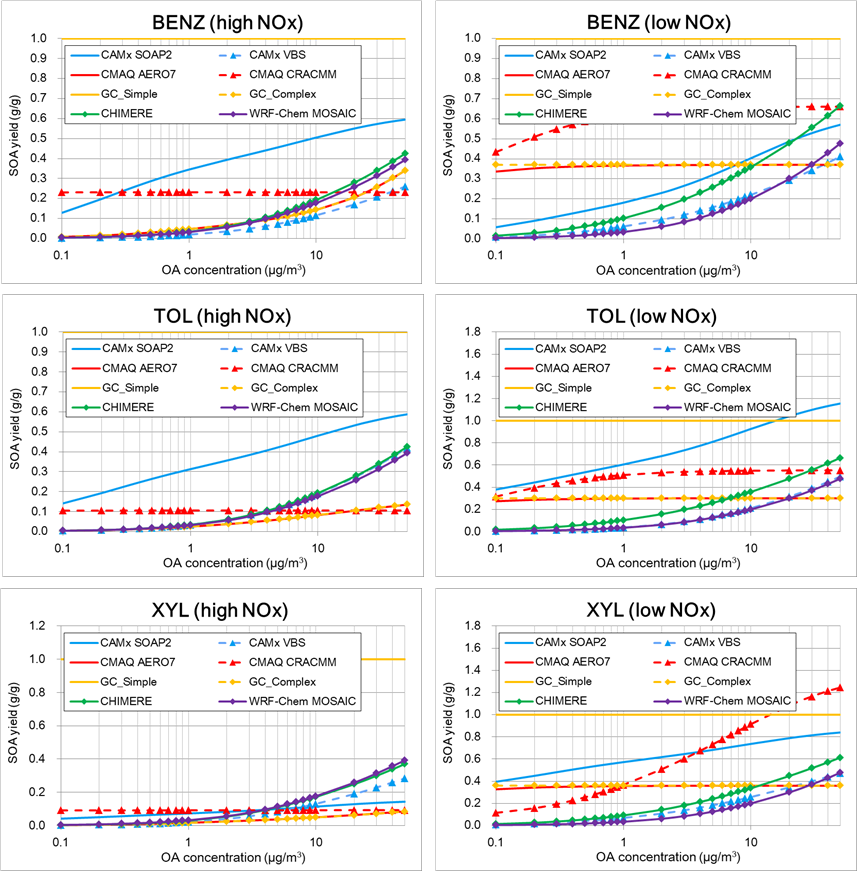 BENZ (high NOx)
SOA yield (g/g)
1.0
0.9
0.8
0.7
0.6
0.5
0.4
0.3
0.2
0.1
0.0
CAMx SOAP2
CAMx VBS
CMAQ AERO7
CMAQ CRACMM
GC_Simple
GC_Complex
CHIMERE
WRF-Chem MOSAIC
0.1 1 10
OA concentration (µg/m³)
BENZ (low NOx)
SOA yield (g/g)
1.0
0.9
0.8
0.7
0.6
0.5
0.4
0.3
0.2
0.1
0.0
CAMx SOAP2
CAMx VBS
CMAQ AERO7
CMAQ CRACMM
GC_Simple
GC_Complex
CHIMERE
WRF-Chem MOSAIC
0.1 1 10
OA concentration (µg/m³)
TOL (high NOx)
SOA yield (g/g)
1.0
0.9
0.8
0.7
0.6
0.5
0.4
0.3
0.2
0.1
0.0
CAMx SOAP2
CAMx VBS
CMAQ AERO7
CMAQ CRACMM
GC_Simple
GC_Complex
CHIMERE
WRF-Chem MOSAIC
0.1 1 10
OA concentration (µg/m³)
TOL (low NOx)
SOA yield (g/g)
1.8
1.6
1.4
1.2
1.0
0.8
0.6
0.4
0.2
0.0
CAMx SOAP2
CAMx VBS
CMAQ AERO7
CMAQ CRACMM
GC_Simple
GC_Complex
CHIMERE
WRF-Chem MOSAIC
0.1 1 10
OA concentration (µg/m³)
XYL (high NOx)
SOA yield (g/g)
1.2
1.0
0.8
0.6
0.4
0.2
0.0
CAMx SOAP2
CAMx VBS
CMAQ AERO7
CMAQ CRACMM
GC_Simple
GC_Complex
CHIMERE
WRF-Chem MOSAIC
0.1 1 10
OA concentration (µg/m³)
XYL (low NOx)
SOA yield (g/g)
1.8
1.6
1.4
1.2
1.0
0.8
0.6
0.4
0.2
0.0
CAMx SOAP2
CAMx VBS
CMAQ AERO7
CMAQ CRACMM
GC_Simple
GC_Complex
CHIMERE
WRF-Chem MOSAIC
0.1 1 10
OA concentration (µg/m³)